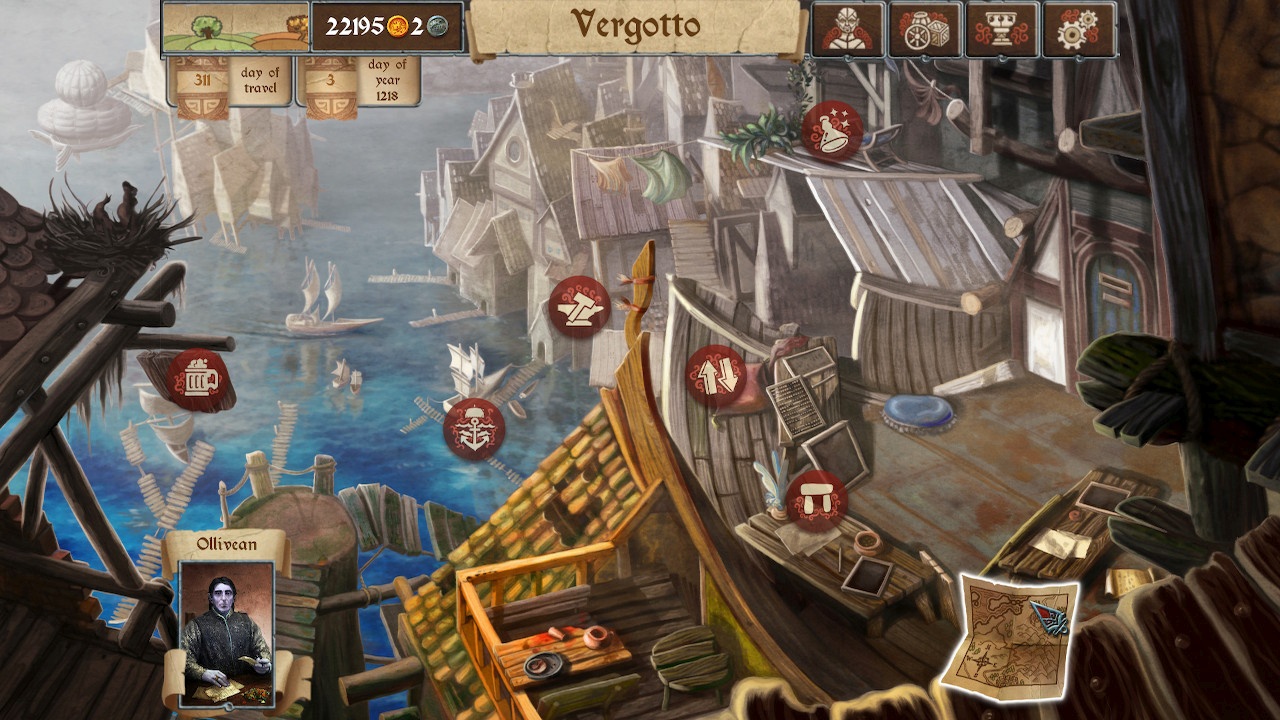 22195 2
Vergotto
311
day of
travel
3
day of
year
1218
Ollivean